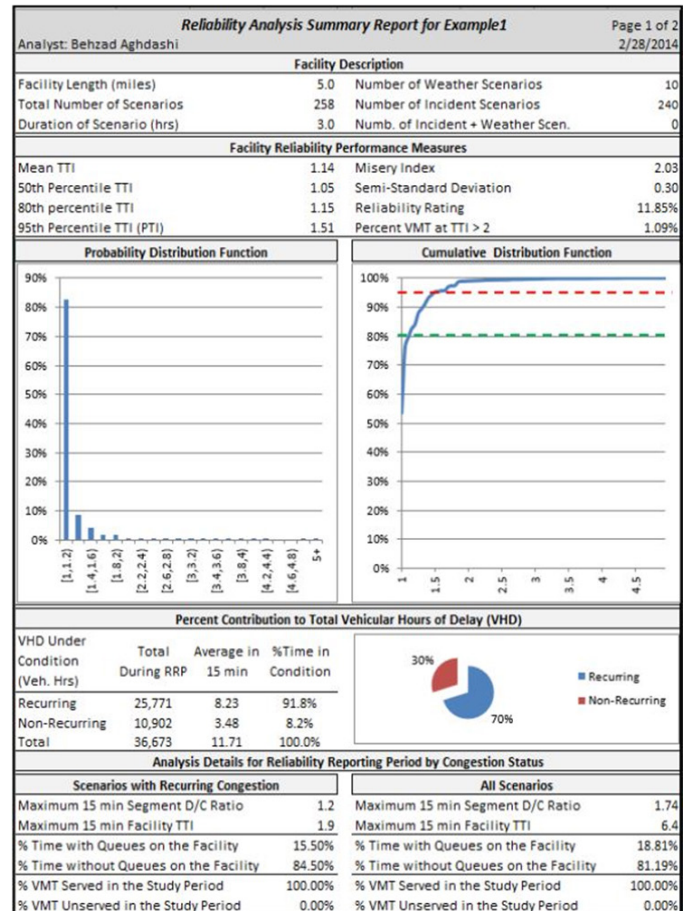 Reliability Analysis Summary Report for Example1 Page 1 of 2
Analyst: Behzad Aghdashi 2/28/2014
Facility Description
Facility Length (miles) 5.0 Number of Weather Scenarios 10
Total Number of Scenarios 258 Number of Incident Scenarios 240
Duration of Scenario (hrs) 3.0 Numb. of Incident + Weather Scen. 0
Facility Reliability Performance Measures
Mean TTI 1.14 Misery Index 2.03
50th Percentile TTI 1.05 Semi-Standard Deviation 0.30
80th percentile TTI 1.15 Reliability Rating 11.85%
95th Percentile TTI (PTI) 1.51 Percent VMT at TTI > 2 1.09%
Probability Distribution Function
90%
80%
70%
60%
50%
40%
30%
20%
10%
0%
[1,1.2) [1.4,1.6) [1.8,2) [2.2,2.4) [2.6,2.8) [3,3.2) [3.4,3.6) [3.8,4) [4.2,4.4) [4.6,4.8) 5+
Cumulative Distribution Function
100%
90%
80%
70%
60%
50%
40%
30%
20%
10%
0%
1 1.5 2 2.5 3 3.5 4 4.5
Percent Contribution to Total Vehicular Hours of Delay (VHD)
VHD Under
Condition
(Veh. Hrs)
Total
During RRP
Average in
15 min
%Time in
Condition
Recurring 25,771 8.23 91.8%
Non-Recurring 10,902 3.48 8.2%
Total 36,673 11.71 100.0%
30%
70%
Recurring
Non-Recurring
Analysis Details for Reliability Reporting Period by Congestion Status
Scenarios with Recurring Congestion
Maximum 15 min Segment D/C Ratio 1.2
Maximum 15 min Facility TTI 1.9
% Time with Queues on the Facility 15.50%
% Time without Queues on the Facility 84.50%
% VMT Served in the Study Period 100.00%
% VMT Unserved in the Study Period 0.00%
All Scenarios
Maximum 15 min Segment D/C Ratio 1.74
Maximum 15 min Facility TTI 6.4
% Time with Queues on the Facility 18.81%
% Time without Queues on the Facility 81.19%
% VMT Served in the Study Period 100.00%
% VMT Unserved in the Study Period 0.00%